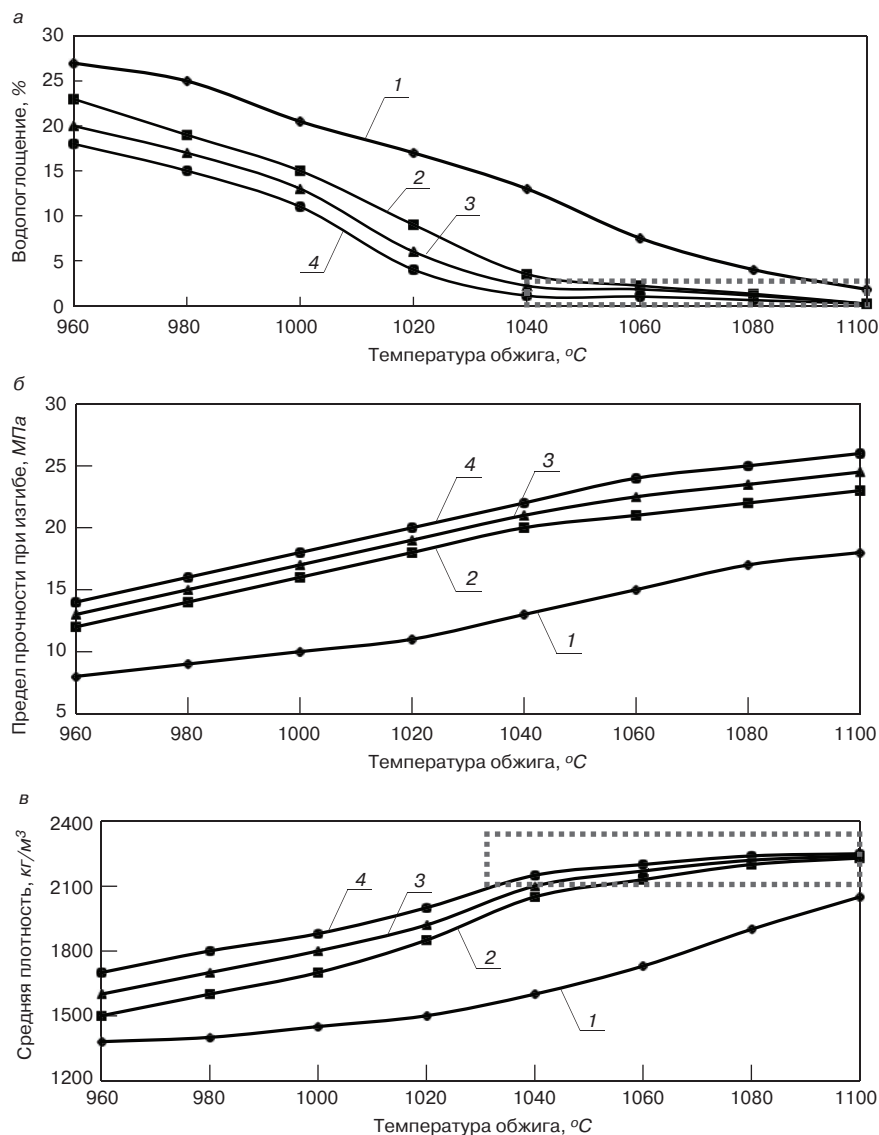 а
Водопоглощение, %
30
25
20
15
10
5
0
1
2
3
4
960 980 1000 1020 1040 1060 1080 1100
Температура обжига, °С
б
Предел прочности при изгибе, МПа
30
25
20
15
10
5
4
3
2
1
960 980 1000 1020 1040 1060 1080 1100
Температура обжига, °С
в
Средняя плотность, кг/м³
2400
2100
1800
1500
1200
4
3
2
1
960 980 1000 1020 1040 1060 1080 1100
Температура обжига, °С